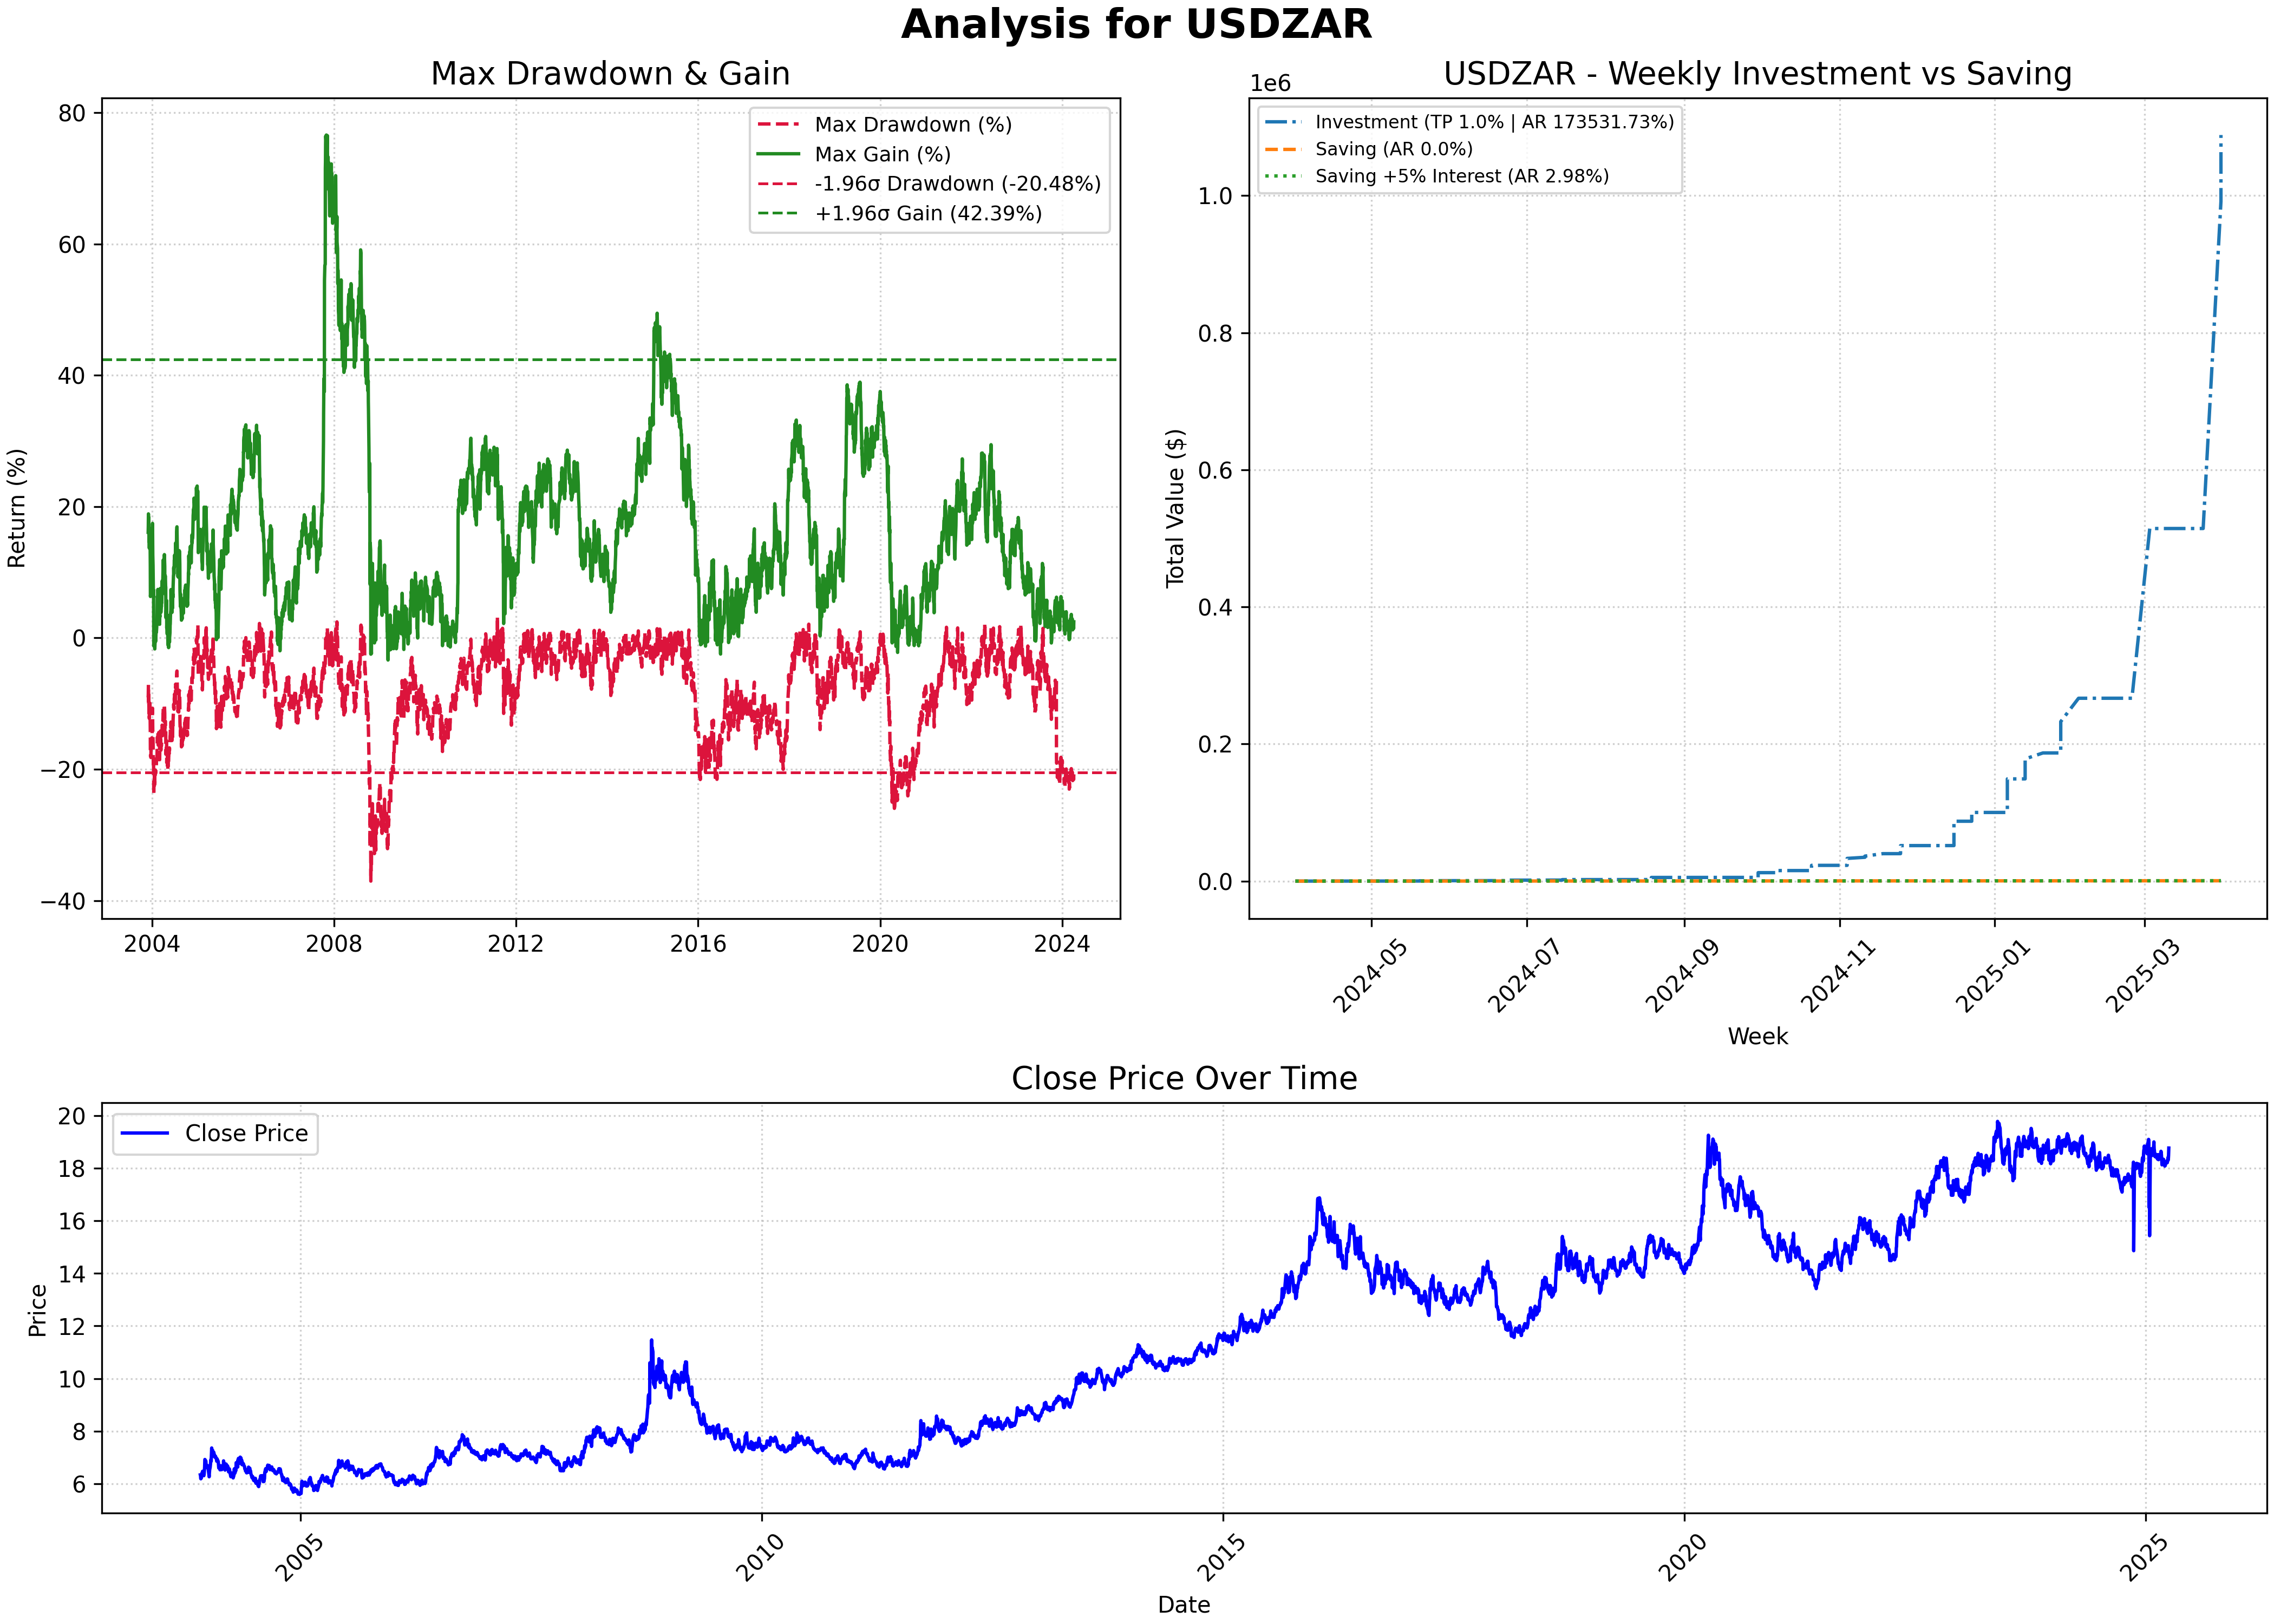 Analysis for USDZAR
Max Drawdown & Gain
Return (%)
80
60
40
20
0
−20
−40
2004
2008
2012
2016
2020
2024
Max Drawdown (%)
Max Gain (%)
-1.96σ Drawdown (-20.48%)
+1.96σ Gain (42.39%)
USDZAR - Weekly Investment vs Saving
1e6
Total Value ($)
1.0
0.8
0.6
0.4
0.2
0.0
Investment (TP 1.0% | AR 173531.73%)
Saving (AR 0.0%)
Saving +5% Interest (AR 2.98%)
2024-05
2024-07
2024-09
2024-11
2025-01
2025-03
Week
Close Price Over Time
Price
20
18
16
14
12
10
8
6
Close Price
2005
2010
2015
2020
2025
Date